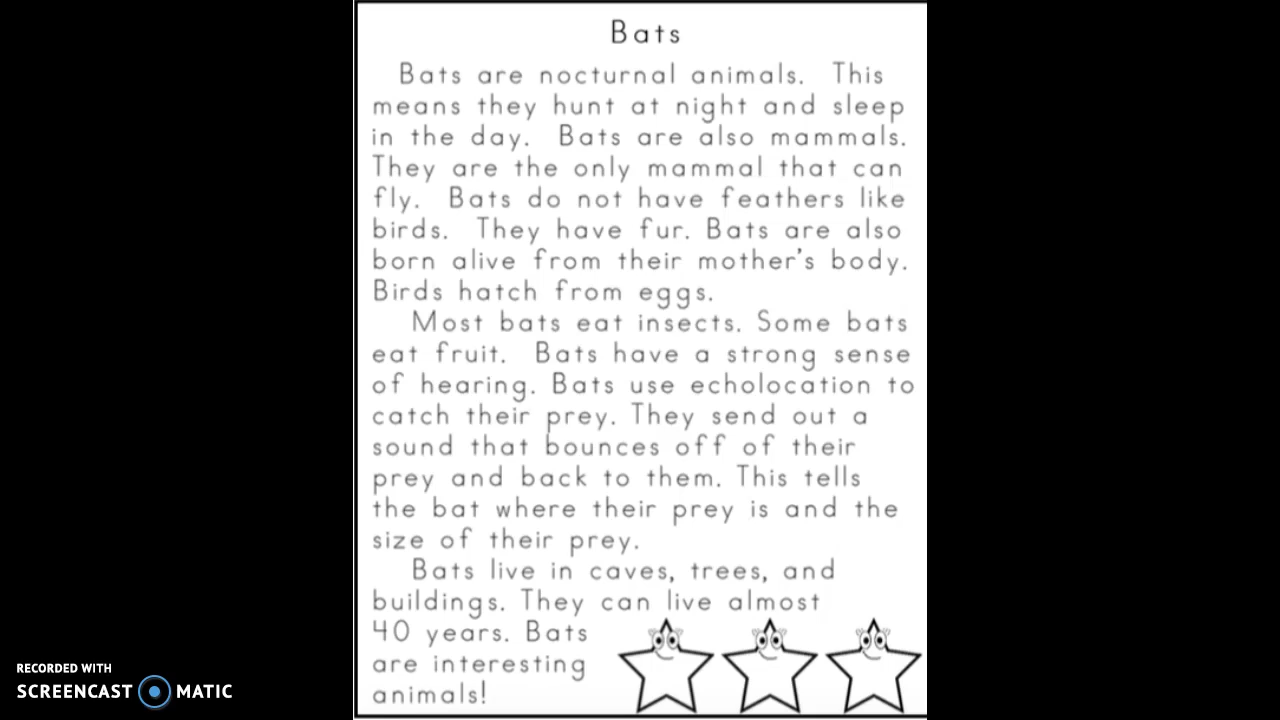 Bats
Bats are nocturnal animals. This
means they hunt at night and sleep
in the day. Bats are also mammals.
They are the only mammal that can
fly. Bats do not have feathers like
birds. They have fur. Bats are also
born alive from their mother's body.
Birds hatch from eggs.
Most bats eat insects. Some bats
eat fruit. Bats have a strong sense
of hearing. Bats use echolocation to
catch their prey. They send out a
sound that bounces off of their
prey and back to them. This tells
the bat where their prey is and the
size of their prey.
Bats live in caves, trees, and
buildings. They can live almost
40 years. Bats
are interesting
animals!
RECORDED WITH
SCREENCAST MATIC